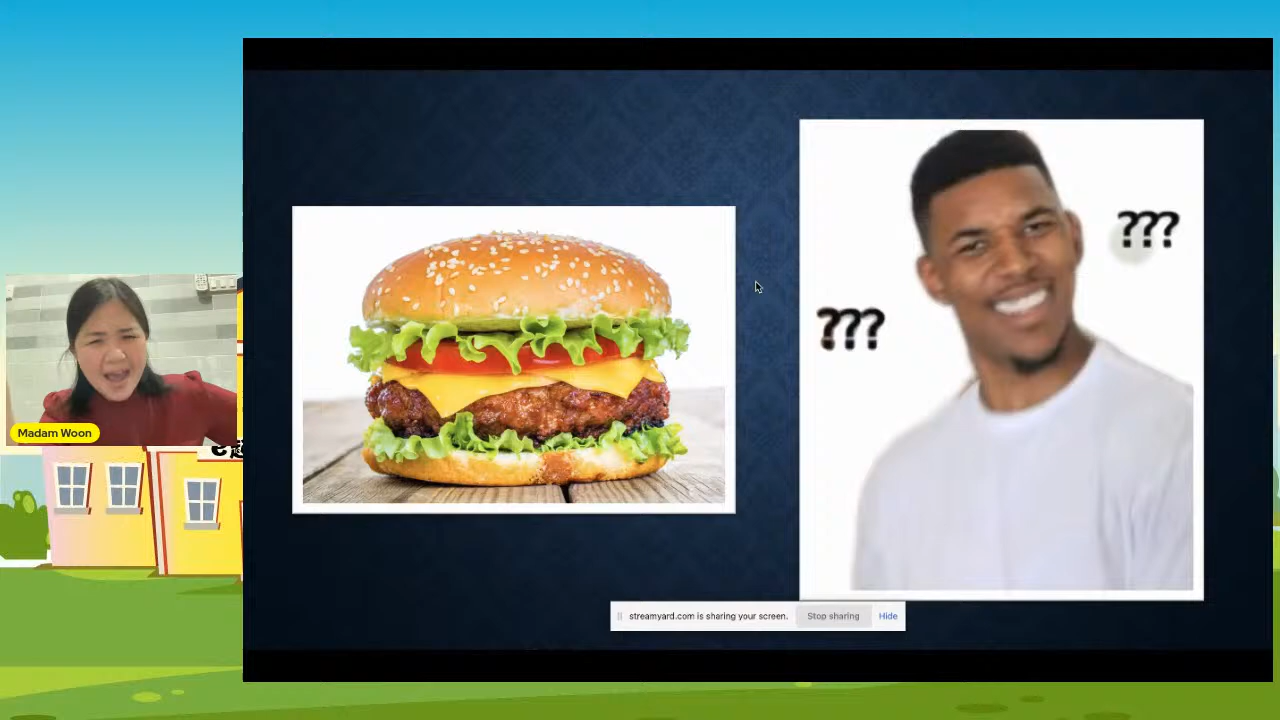 ???
???
Madam Woon
streamyard.com is sharing your screen.
Stop sharing
Hide